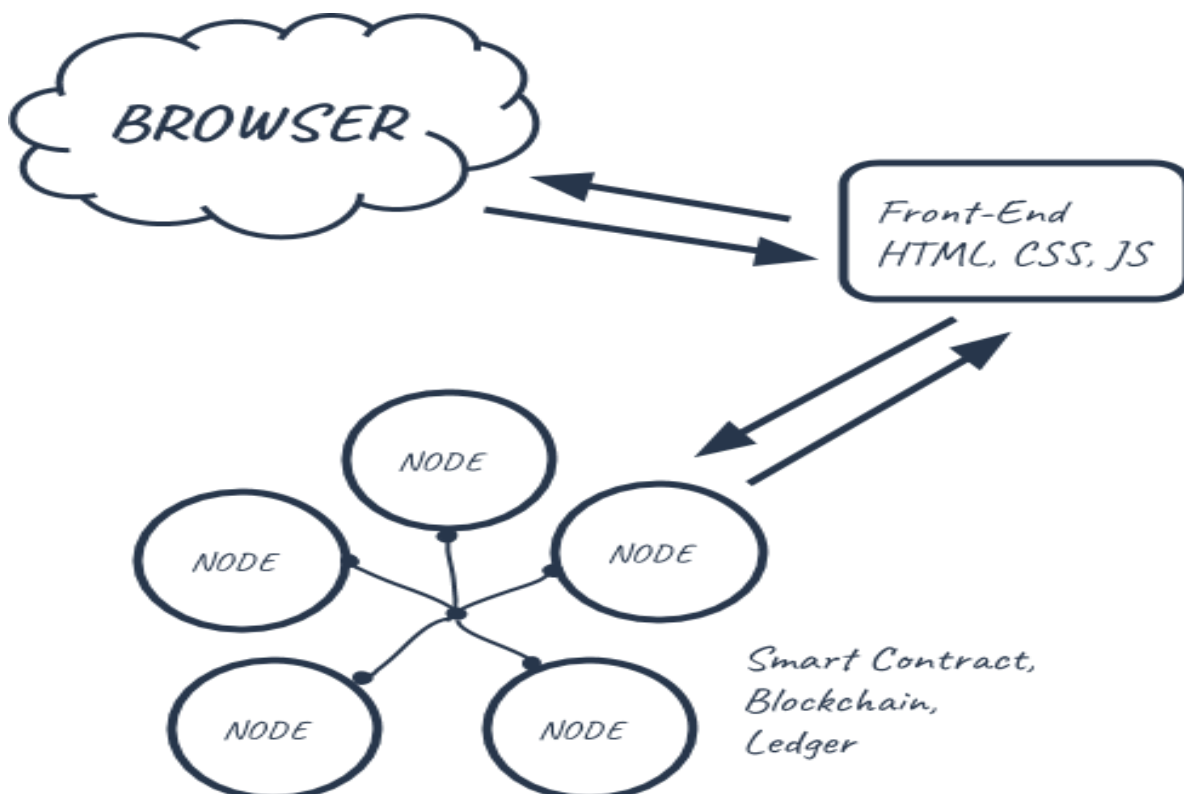 BROWSER
Front-End
HTML, CSS, JS
NODE
NODE
NODE
NODE
NODE
Smart Contract,
Blockchain,
Ledger